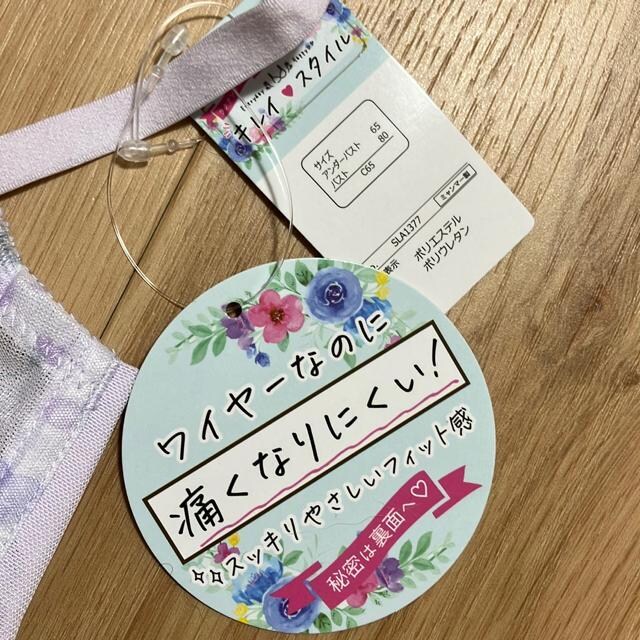 キレイ♥スタイル
サイズ
アンダーバスト 65
バスト 80
C65
SLA1377
ミャンマー製
表示
ポリエステル
ポリウレタン
ワイヤーなのに
痛くなりにくい!
スッキリやさしいフィット感
秘密は裏面へ♡